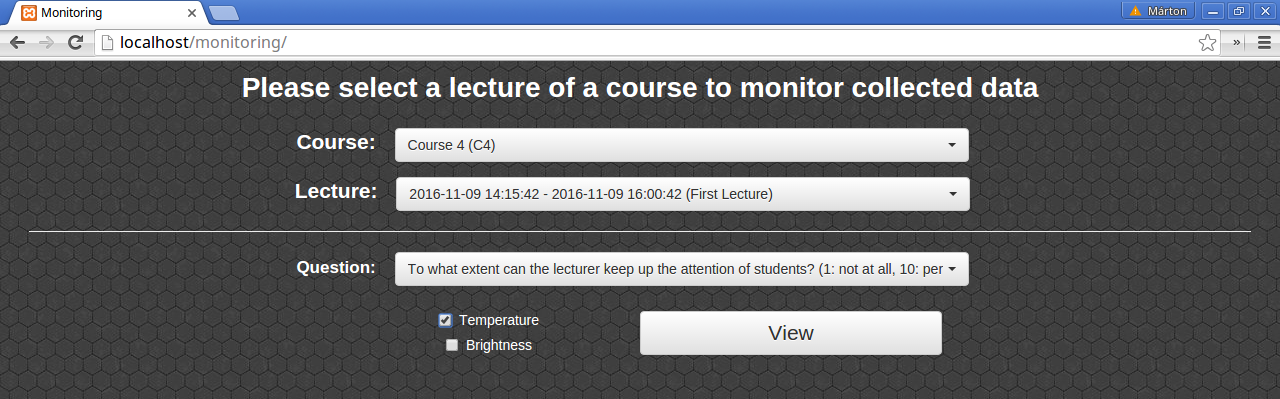 Monitoring
Márton
localhost/monitoring/
»
Please select a lecture of a course to monitor collected data
Course: Course 4 (C4)
Lecture: 2016-11-09 14:15:42 - 2016-11-09 16:00:42 (First Lecture)
Question: To what extent can the lecturer keep up the attention of students? (1: not at all, 10: per
Temperature
View
Brightness